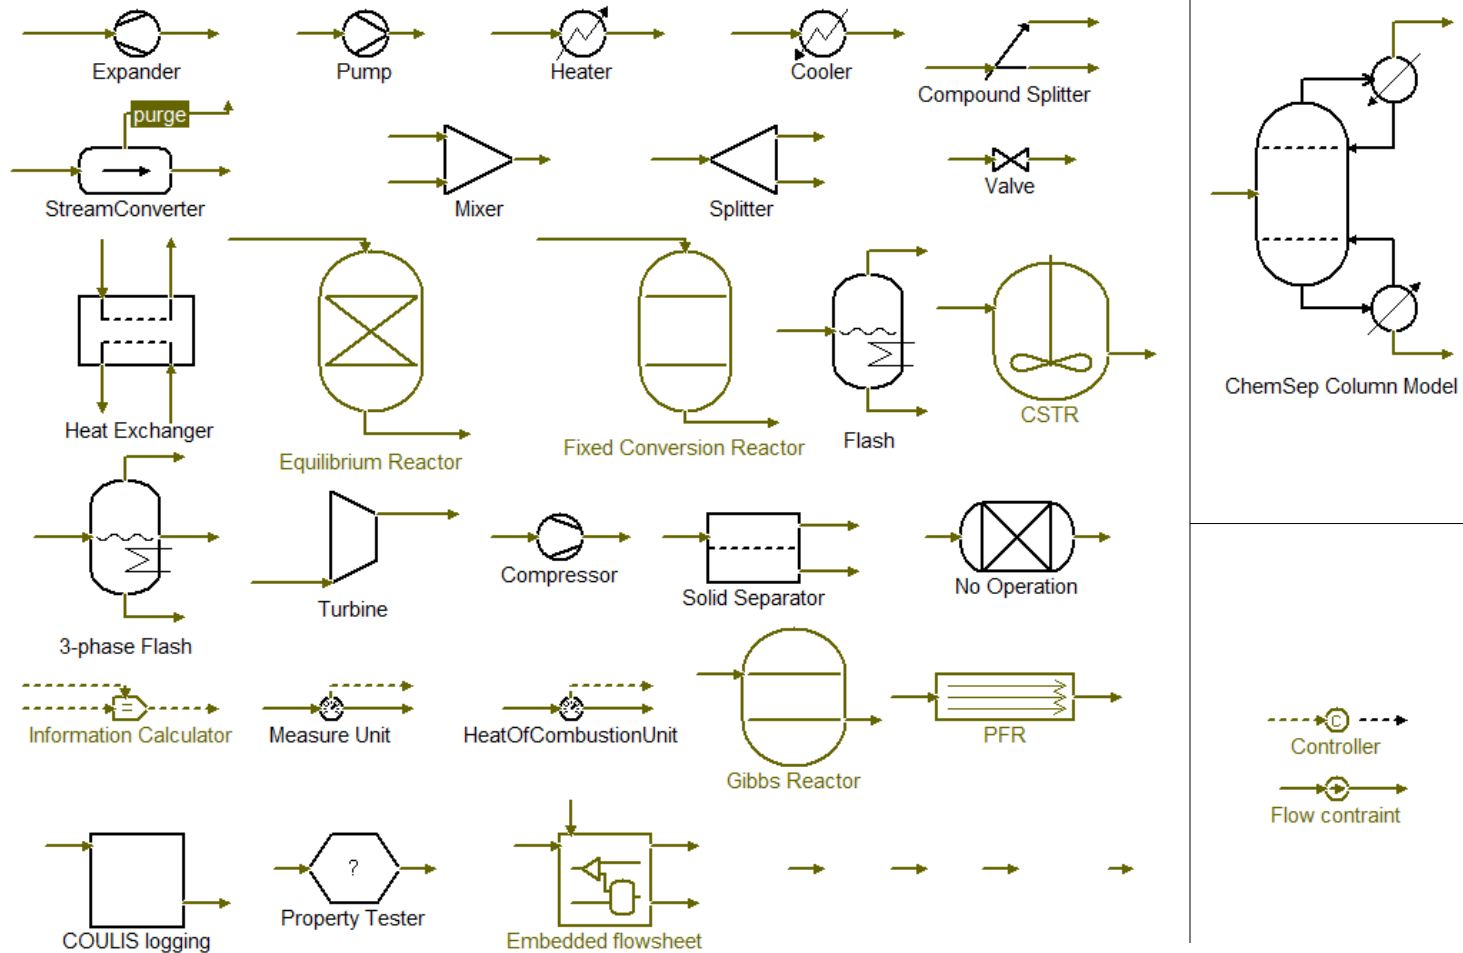 Expander
Pump
Heater
Cooler
Compound Splitter
purge
StreamConverter
Mixer
Splitter
Valve
Heat Exchanger
Equilibrium Reactor
Fixed Conversion Reactor
Flash
CSTR
ChemSep Column Model
3-phase Flash
Turbine
Compressor
Solid Separator
No Operation
=
Information Calculator
Measure Unit
HeatOfCombustionUnit
Gibbs Reactor
PFR
C
Controller
Flow contraint
COULIS logging
?
Property Tester
Embedded flowsheet